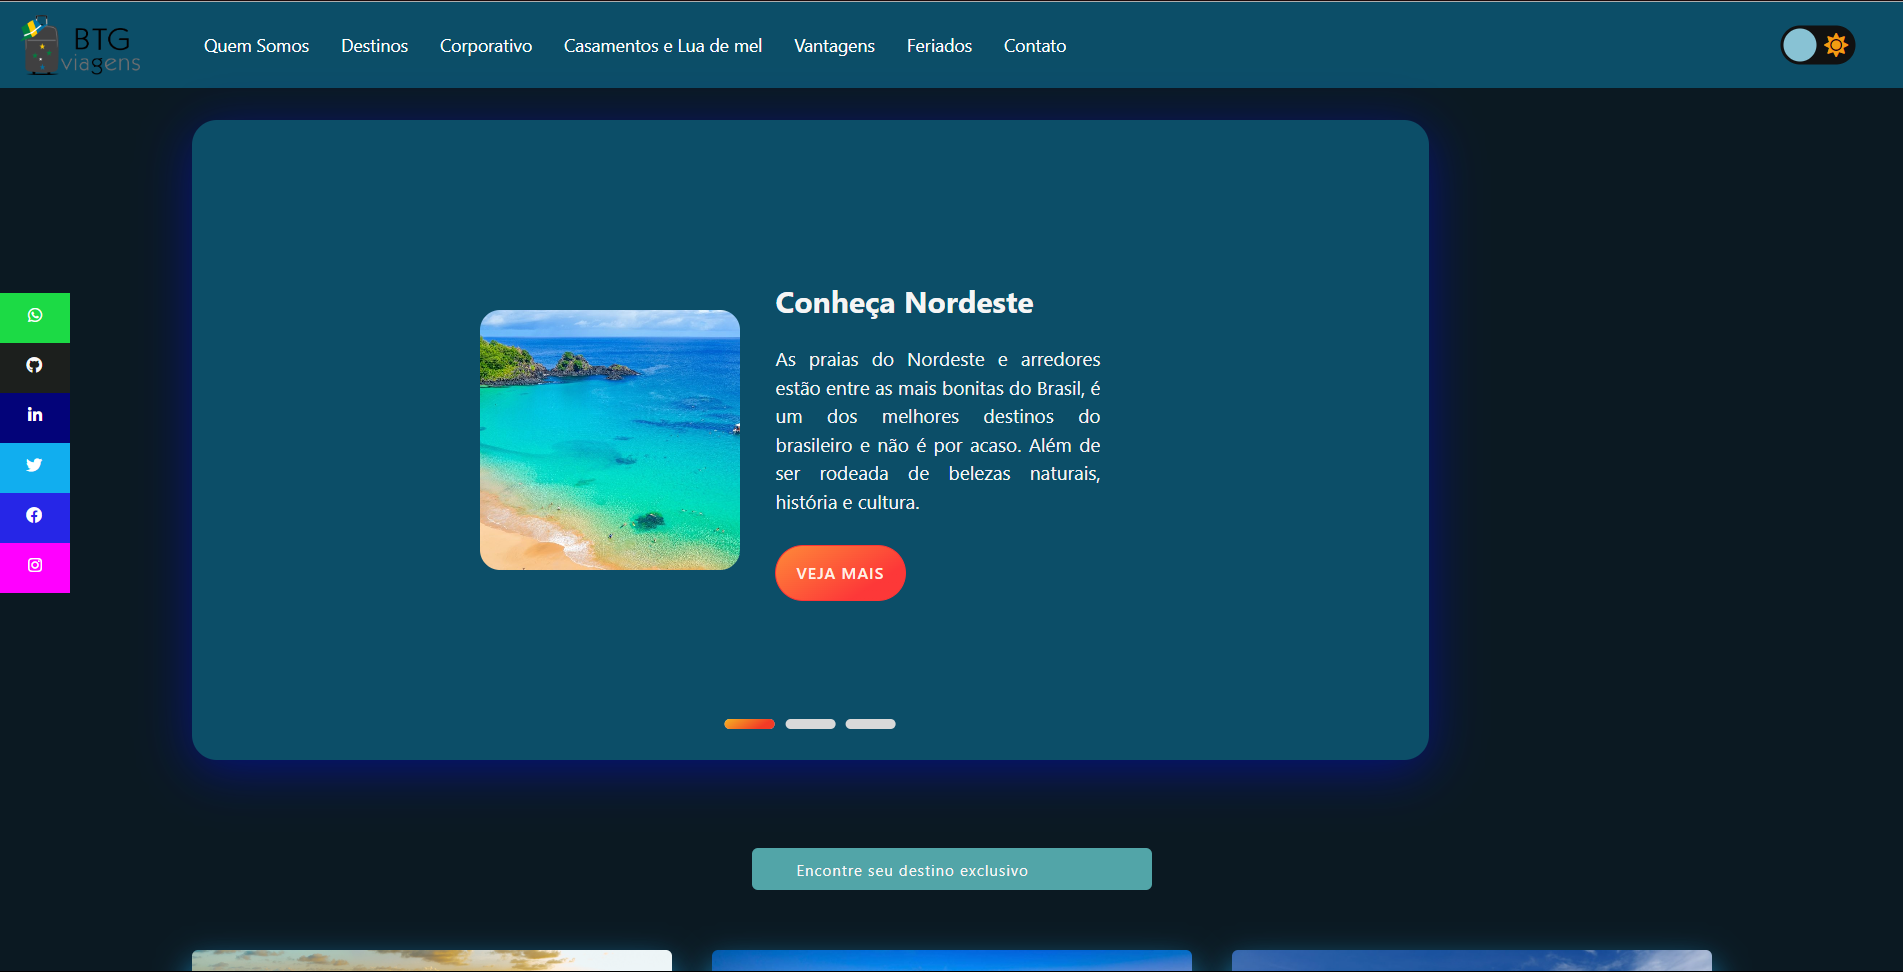 BTG
viagens
Quem Somos
Destinos
Corporativo
Casamentos e Lua de mel
Vantagens
Feriados
Contato
Conheça Nordeste
As praias do Nordeste e arredores
estão entre as mais bonitas do Brasil, é
um dos melhores destinos do
brasileiro e não é por acaso. Além de
ser rodeada de belezas naturais,
história e cultura.
VEJA MAIS
Encontre seu destino exclusivo